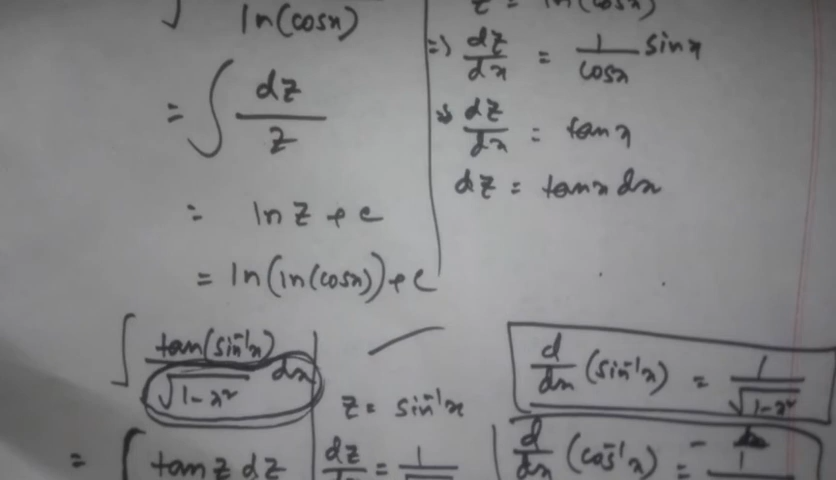 ∫ ‾‾‾‾ / ln(cosx)
= ∫ dz/z
= ln z + c
= ln(ln(cosx)) + c
z = ln(cosx)
=> dz/dx = 1/cosx sinx
=> dz/dx = tanx
dz = tanx dx
∫ tan(sin⁻¹x)/√(1-x²) dx
= ∫ tan z dz
z = sin⁻¹x
dz/dx = 1/√
d/dx (sin⁻¹x) = 1/√(1-x²)
d/dx (cos⁻¹x) = - 1